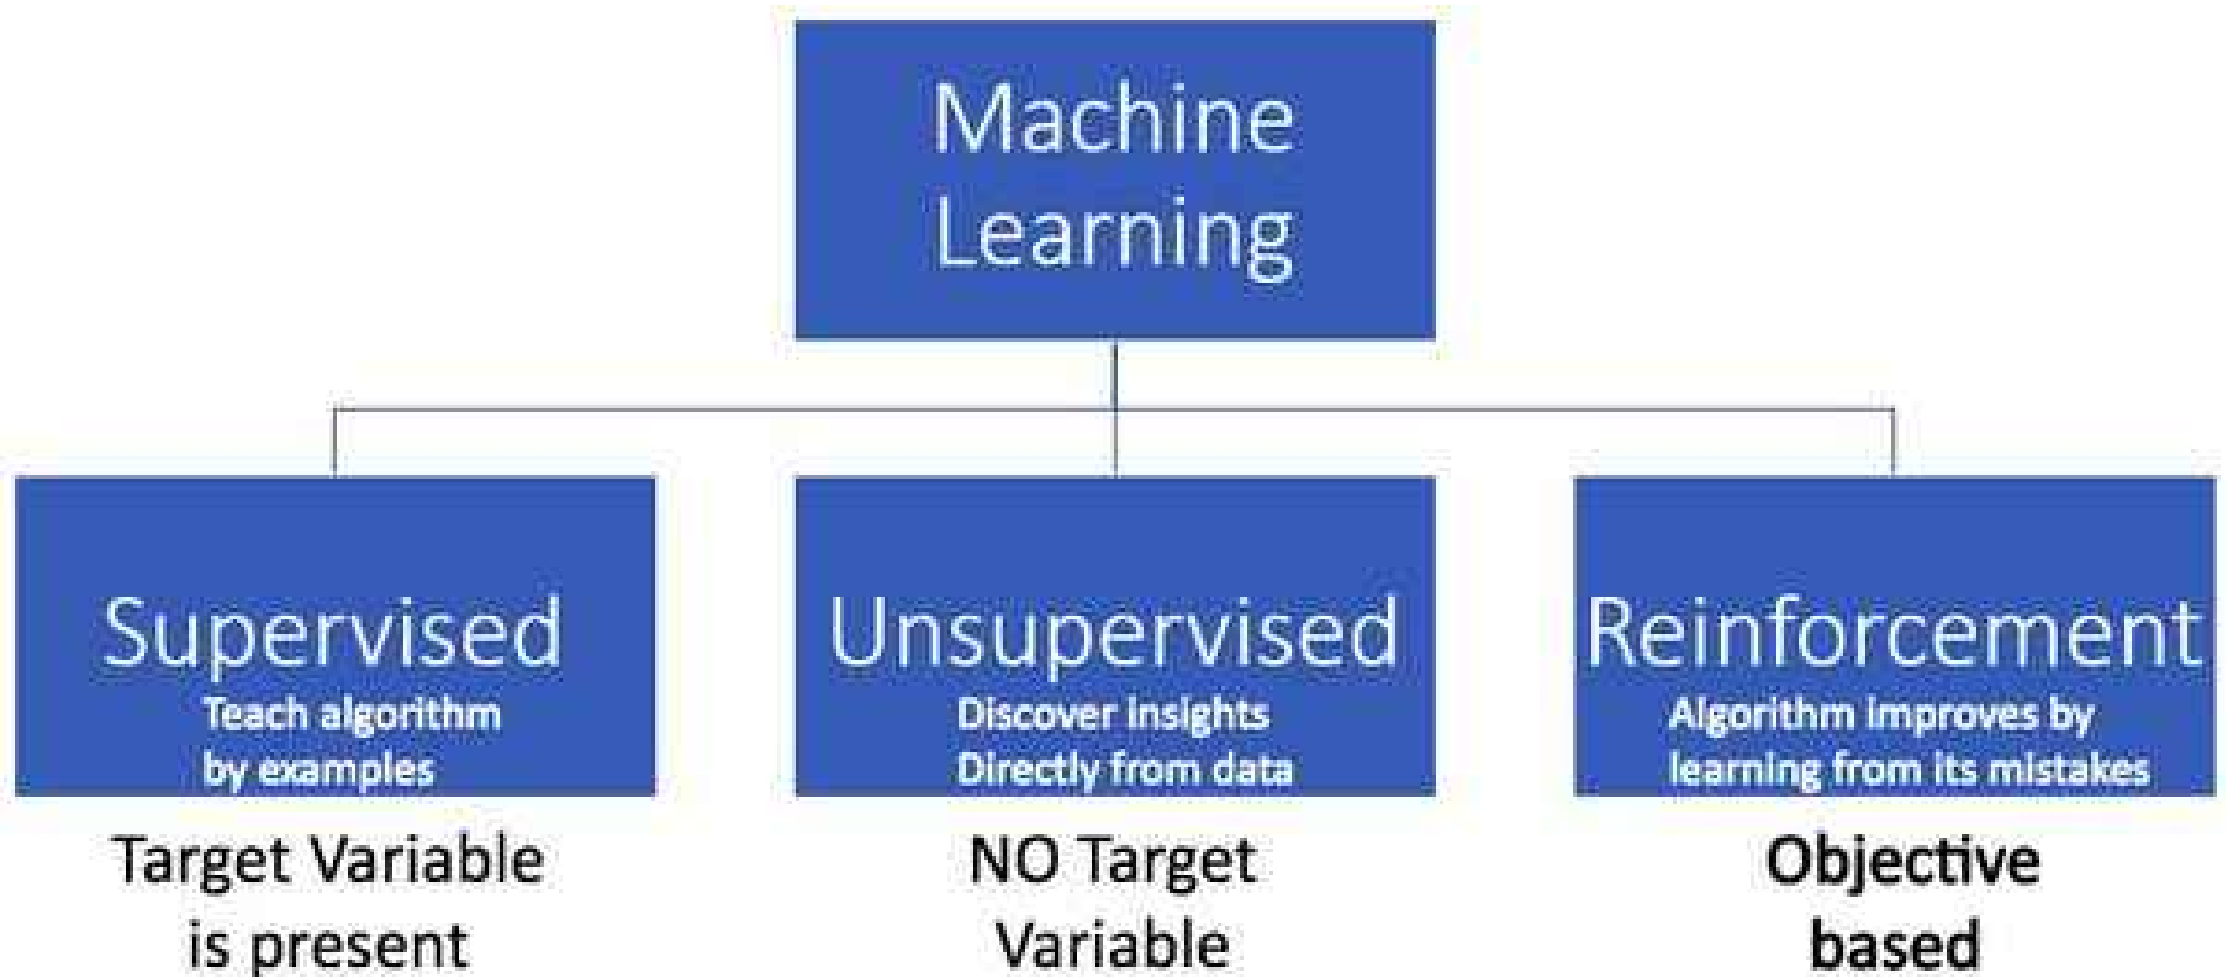 Machine
Learning
Supervised
Teach algorithm
by examples
Target Variable
is present
Unsupervised
Discover insights
Directly from data
NO Target
Variable
Reinforcement
Algorithm improves by
learning from its mistakes
Objective
based